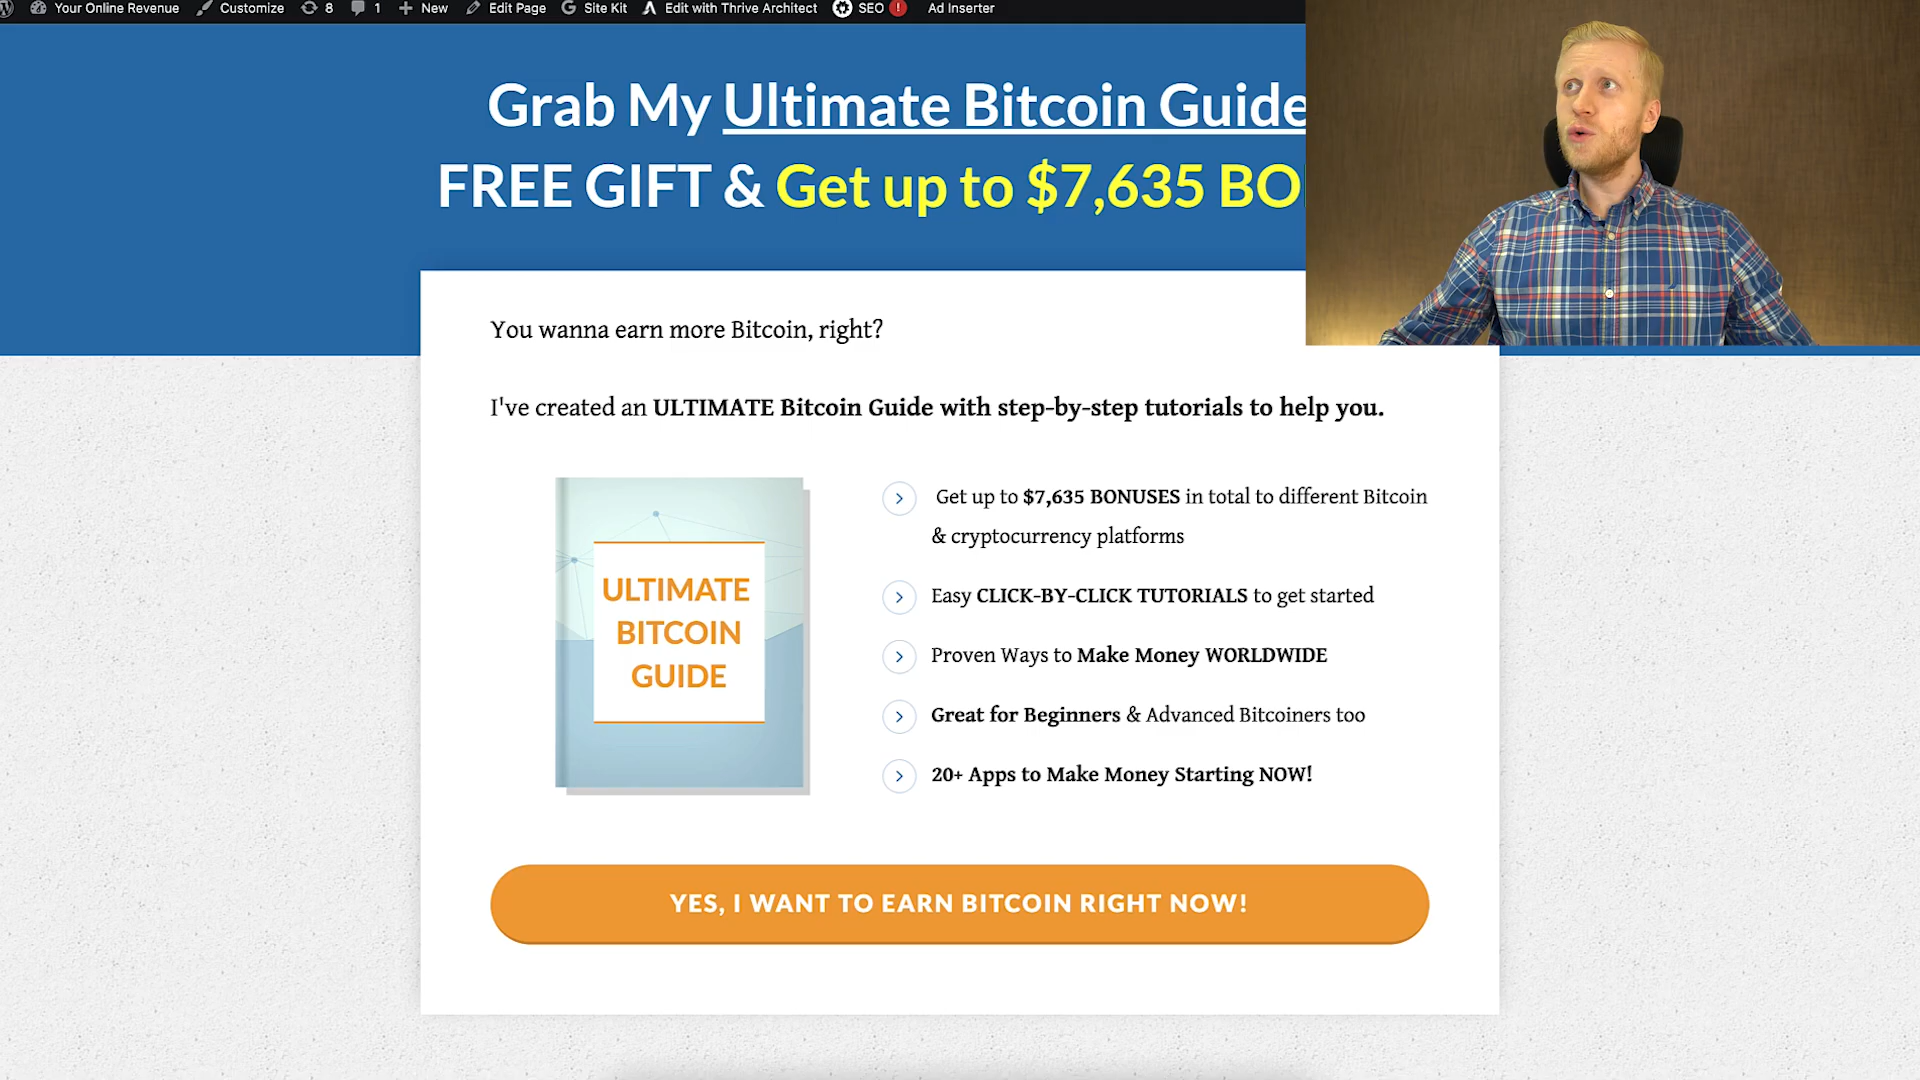 Your Online Revenue Customize 8 1 New Edit Page Site Kit Edit with Thrive Architect SEO ! Ad Inserter
Grab My Ultimate Bitcoin Guide
FREE GIFT & Get up to $7,635 BO
You wanna earn more Bitcoin, right?
I've created an ULTIMATE Bitcoin Guide with step-by-step tutorials to help you.
ULTIMATE
BITCOIN
GUIDE
Get up to $7,635 BONUSES in total to different Bitcoin
& cryptocurrency platforms
Easy CLICK-BY-CLICK TUTORIALS to get started
Proven Ways to Make Money WORLDWIDE
Great for Beginners & Advanced Bitcoiners too
20+ Apps to Make Money Starting NOW!
YES, I WANT TO EARN BITCOIN RIGHT NOW!